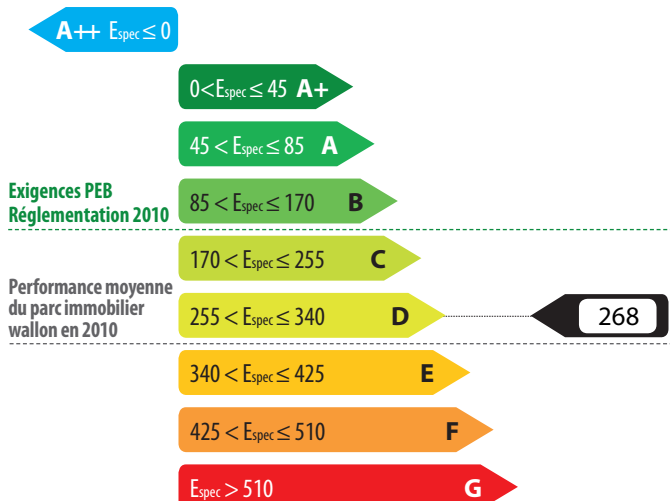 A++ Espec ≤ 0
0 < Espec ≤ 45 A+
45 < Espec ≤ 85 A
Exigences PEB
Réglementation 2010
85 < Espec ≤ 170 B
170 < Espec ≤ 255 C
Performance moyenne
du parc immobilier
wallon en 2010
255 < Espec ≤ 340 D
268
340 < Espec ≤ 425 E
425 < Espec ≤ 510 F
Espec > 510 G